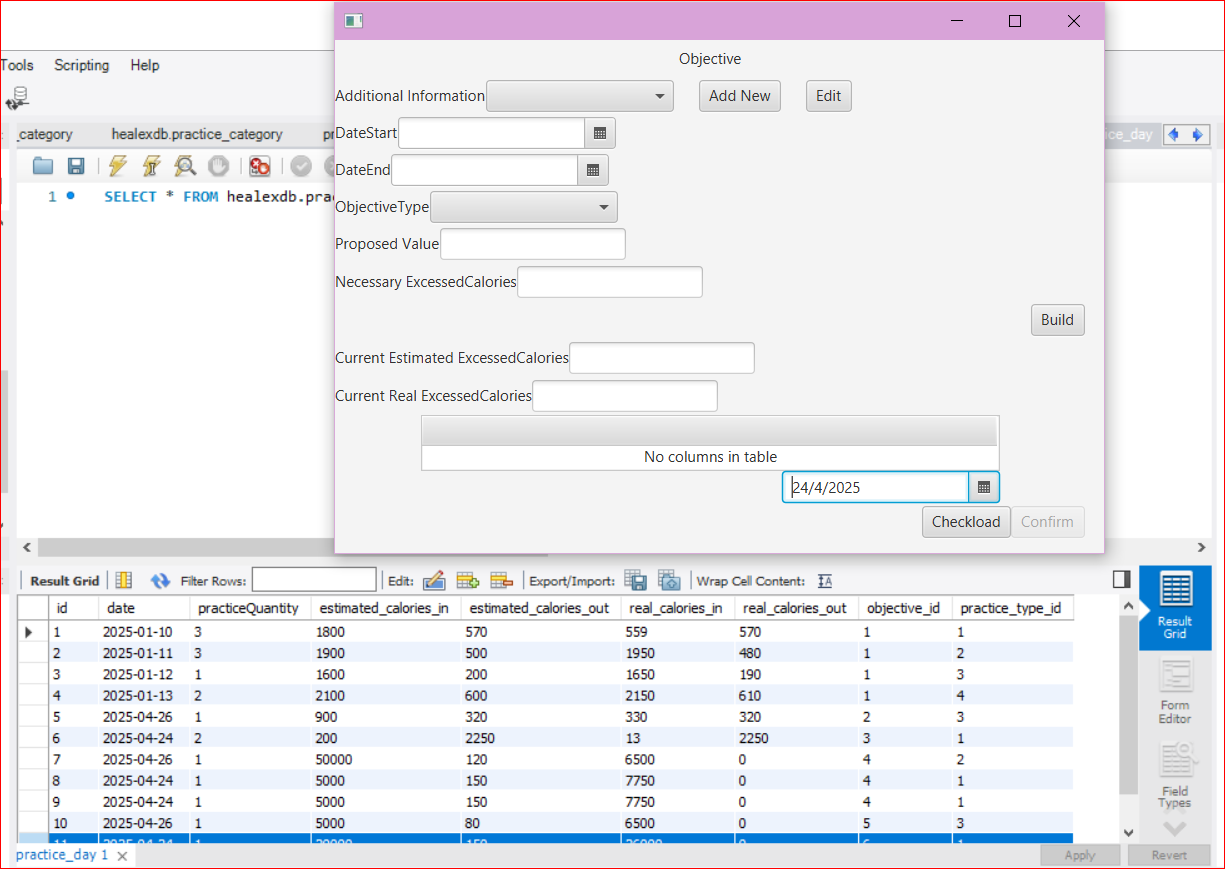 Objective
Tools Scripting Help
Additional Information Add New Edit
_category healexdb.practice_category ice_day
DateStart
DateEnd
1 SELECT * FROM healexdb.pra
ObjectiveType
Proposed Value
Necessary ExcessedCalories
Build
Current Estimated ExcessedCalories
Current Real ExcessedCalories
No columns in table
24/4/2025
Checkload Confirm
Result Grid Filter Rows: Edit: Export/Import: Wrap Cell Content: IA
id date practiceQuantity estimated_calories_in estimated_calories_out real_calories_in real_calories_out objective_id practice_type_id
1 2025-01-10 3 1800 570 559 570 1 1
2 2025-01-11 3 1900 500 1950 480 1 2
3 2025-01-12 1 1600 200 1650 190 1 3
4 2025-01-13 2 2100 600 2150 610 1 4
5 2025-04-26 1 900 320 330 320 2 3
6 2025-04-24 2 200 2250 13 2250 3 1
7 2025-04-26 1 50000 120 6500 0 4 2
8 2025-04-24 1 5000 150 7750 0 4 1
9 2025-04-24 1 5000 150 7750 0 4 1
10 2025-04-26 1 5000 80 6500 0 5 3
Result
Grid
Form
Editor
Field
Types
practice_day 1
Apply Revert